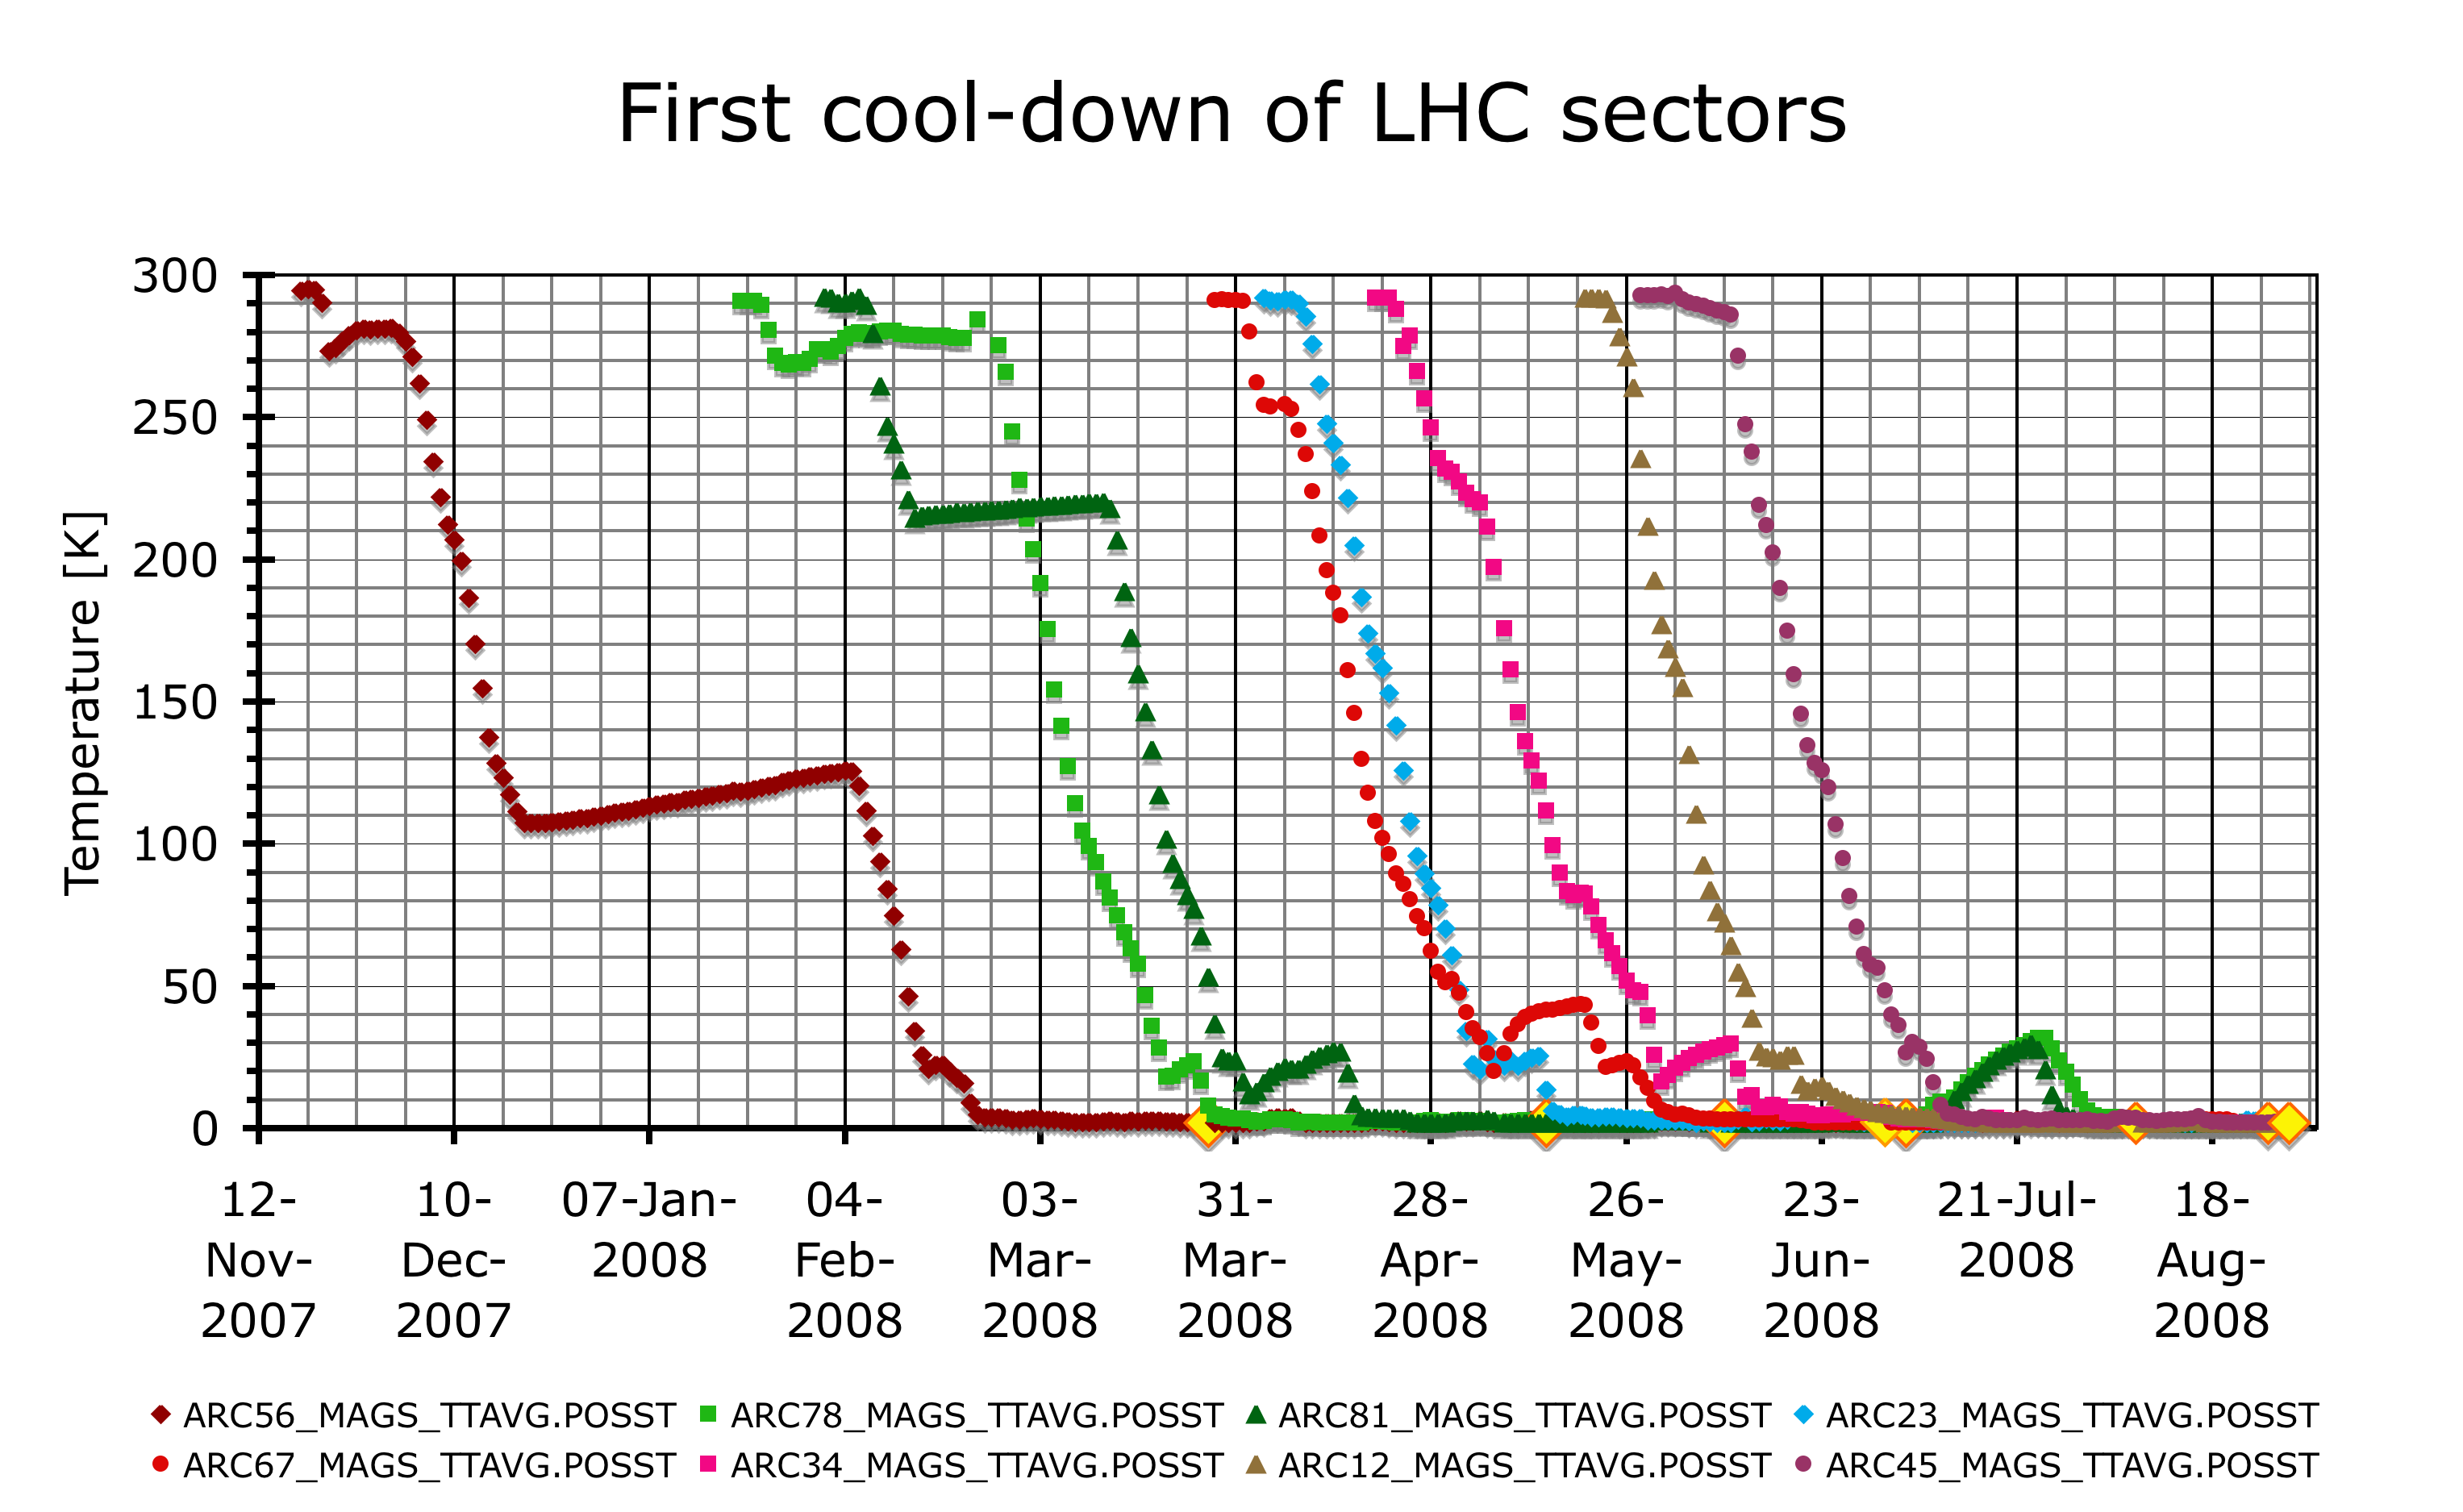 First cool-down of LHC sectors
Temperature [K]
300
250
200
150
100
50
0
12-
Nov-
2007
10-
Dec-
2007
07-Jan-
2008
04-
Feb-
2008
03-
Mar-
2008
31-
Mar-
2008
28-
Apr-
2008
26-
May-
2008
23-
Jun-
2008
21-Jul-
2008
18-
Aug-
2008
ARC56_MAGS_TTAVG.POSST
ARC78_MAGS_TTAVG.POSST
ARC81_MAGS_TTAVG.POSST
ARC23_MAGS_TTAVG.POSST
ARC67_MAGS_TTAVG.POSST
ARC34_MAGS_TTAVG.POSST
ARC12_MAGS_TTAVG.POSST
ARC45_MAGS_TTAVG.POSST